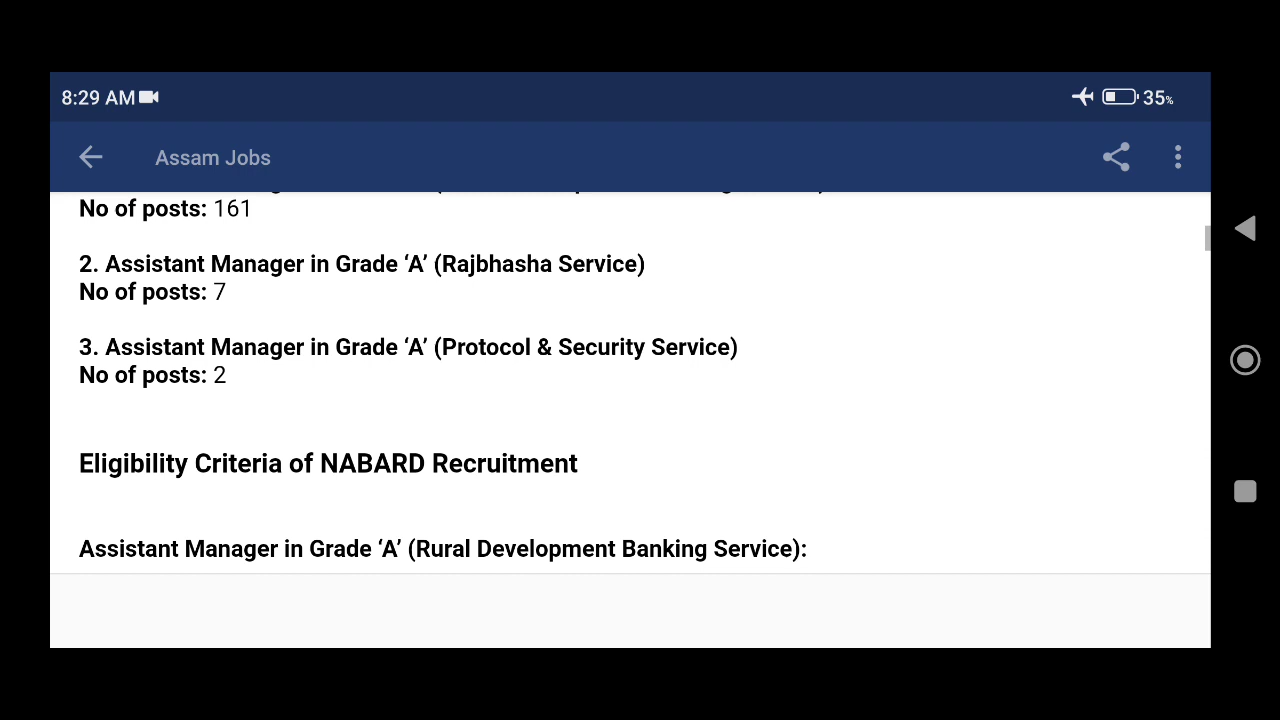 8:29 AM
35%
Assam Jobs
No of posts: 161
2. Assistant Manager in Grade ‘A’ (Rajbhasha Service)
No of posts: 7
3. Assistant Manager in Grade ‘A’ (Protocol & Security Service)
No of posts: 2
Eligibility Criteria of NABARD Recruitment
Assistant Manager in Grade ‘A’ (Rural Development Banking Service):